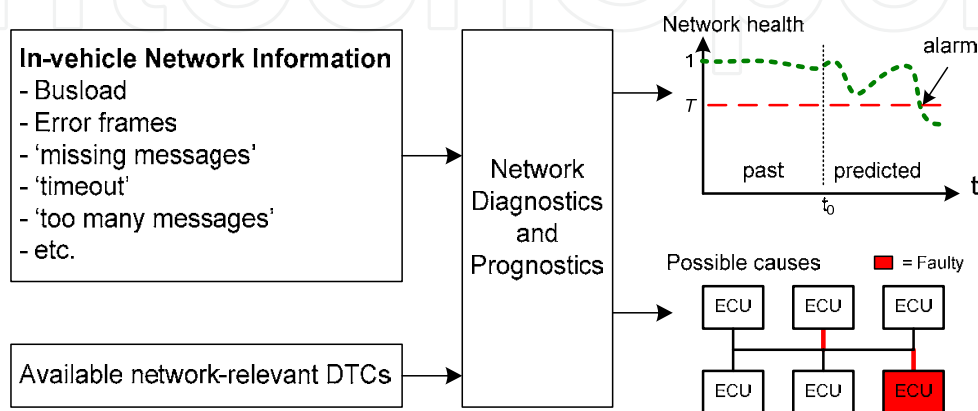 In-vehicle Network Information
- Busload
- Error frames
- ‘missing messages’
- ‘timeout’
- ‘too many messages’
- etc.
Available network-relevant DTCs
Network
Diagnostics
and
Prognostics
Network health
alarm
1
T
past
predicted
t
t0
Possible causes
= Faulty
ECU
ECU
ECU
ECU
ECU
ECU